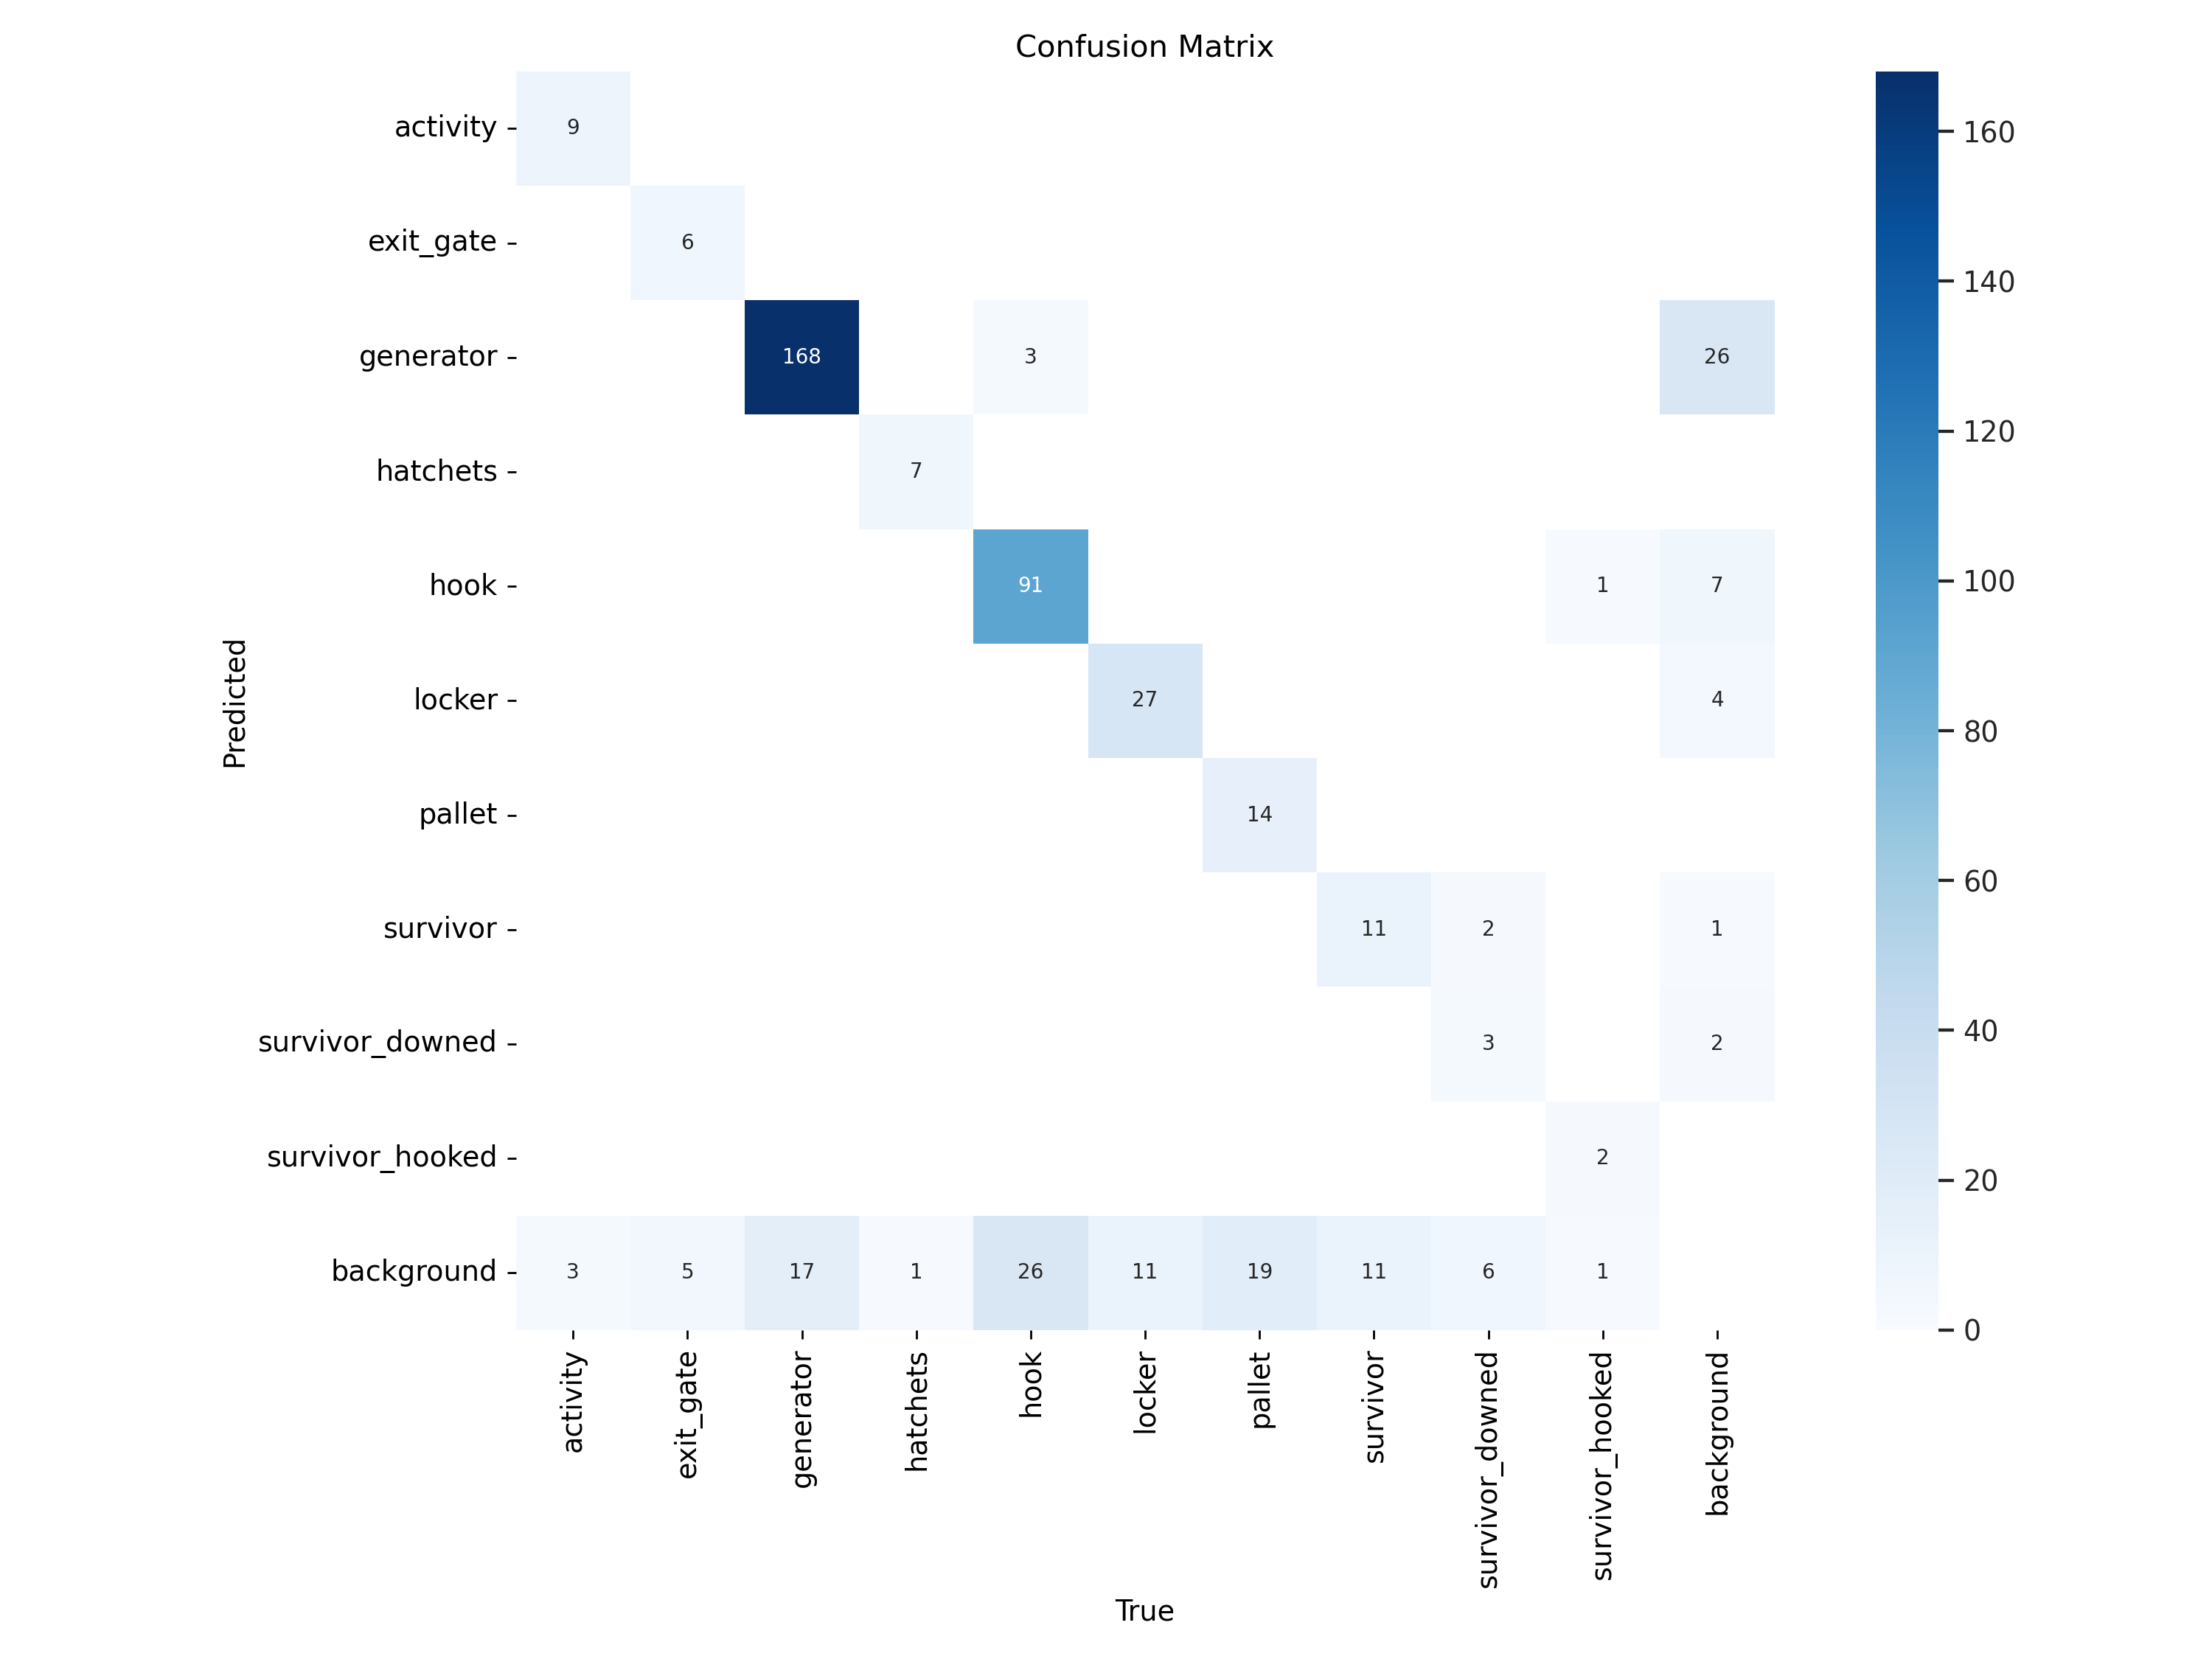 Confusion Matrix
activity 9
exit_gate 6
generator 168 3 26
hatchets 7
hook 91 1 7
locker 27 4
pallet 14
survivor 11 2 1
survivor_downed 3 2
survivor_hooked 2
background 3 5 17 1 26 11 19 11 6 1
Predicted
activity exit_gate generator hatchets hook locker pallet survivor survivor_downed survivor_hooked background
True
160
140
120
100
80
60
40
20
0